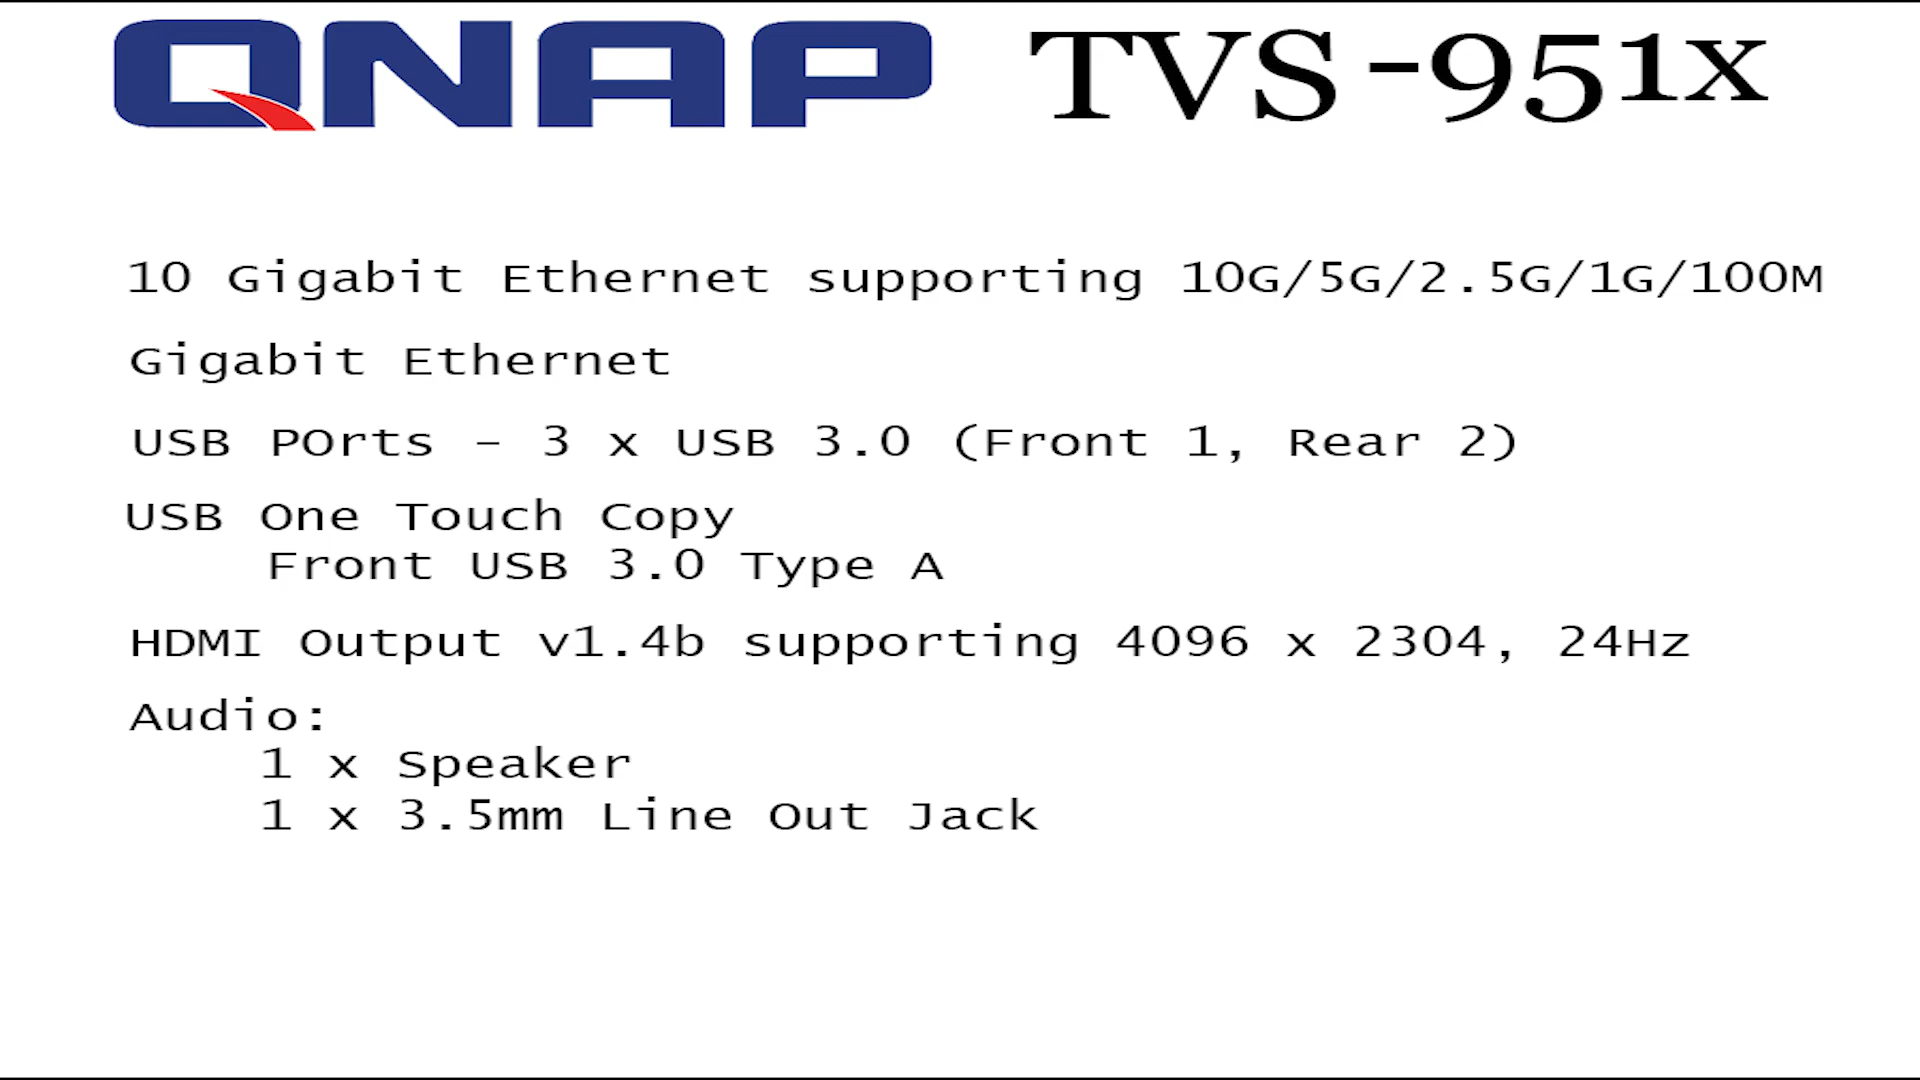 QNAP TVS-951x
10 Gigabit Ethernet supporting 10G/5G/2.5G/1G/100M
Gigabit Ethernet
USB POrts – 3 x USB 3.0 (Front 1, Rear 2)
USB One Touch Copy
Front USB 3.0 Type A
HDMI Output v1.4b supporting 4096 x 2304, 24Hz
Audio:
1 x Speaker
1 x 3.5mm Line Out Jack